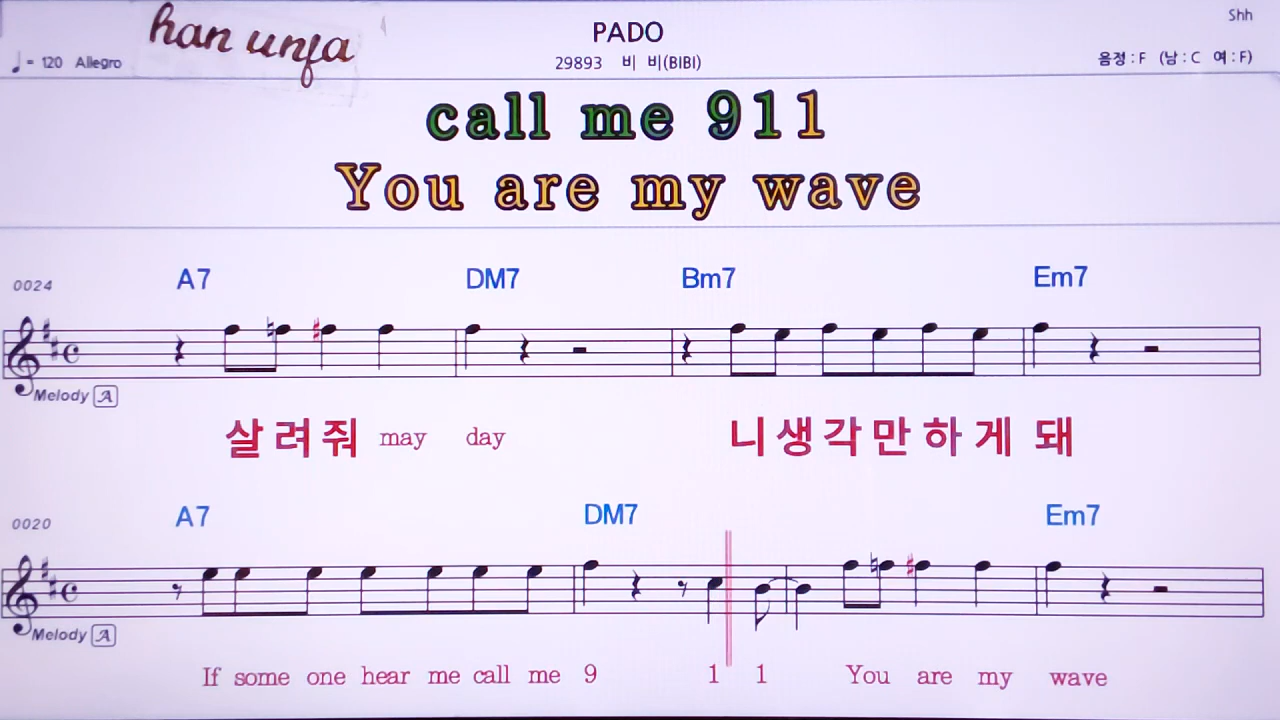 han unfa
PADO
Shh
= 120 Allegro
29893 비 비(BIBI)
음정 : F (남 : C 여 : F)
call me 911
You are my wave
0024 A7 DM7 Bm7 Em7
Melody A
살려줘 may day 니생각만하게 돼
0020 A7 DM7 Em7
Melody A
If some one hear me call me 9 1 1 You are my wave